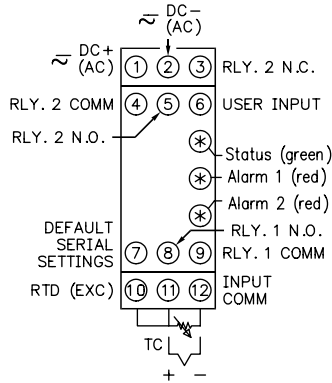 DC-
(AC)
DC+
(AC)
1 2 3
RLY. 2 N.C.
RLY. 2 COMM
4 5 6
USER INPUT
RLY. 2 N.O.
Status (green)
Alarm 1 (red)
Alarm 2 (red)
DEFAULT
SERIAL
SETTINGS
RLY. 1 N.O.
7 8 9
RLY. 1 COMM
RTD (EXC)
10 11 12
INPUT
COMM
TC
+ -